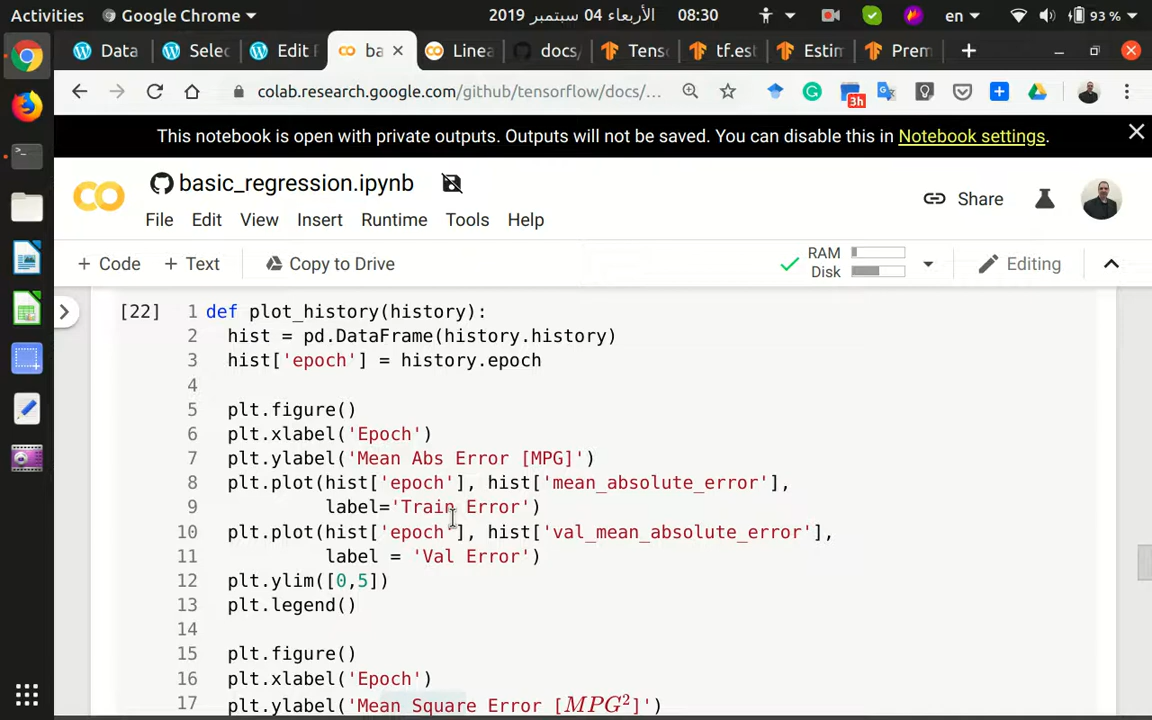 Activities Google Chrome الأربعاء 04 سبتمبر 2019 08:30 en 93 %
Data Selec Edit F ba Linea docs/ Tens tf.est Estim Prem
colab.research.google.com/github/tensorflow/docs/... 3h
This notebook is open with private outputs. Outputs will not be saved. You can disable this in Notebook settings.
basic_regression.ipynb
Share
File Edit View Insert Runtime Tools Help
+ Code + Text Copy to Drive RAM Disk Editing
[22] 1 def plot_history(history):
2 hist = pd.DataFrame(history.history)
3 hist['epoch'] = history.epoch
4
5 plt.figure()
6 plt.xlabel('Epoch')
7 plt.ylabel('Mean Abs Error [MPG]')
8 plt.plot(hist['epoch'], hist['mean_absolute_error'],
9 label='Train Error')
10 plt.plot(hist['epoch'], hist['val_mean_absolute_error'],
11 label = 'Val Error')
12 plt.ylim([0,5])
13 plt.legend()
14
15 plt.figure()
16 plt.xlabel('Epoch')
17 plt.ylabel('Mean Square Error [MPG²]')